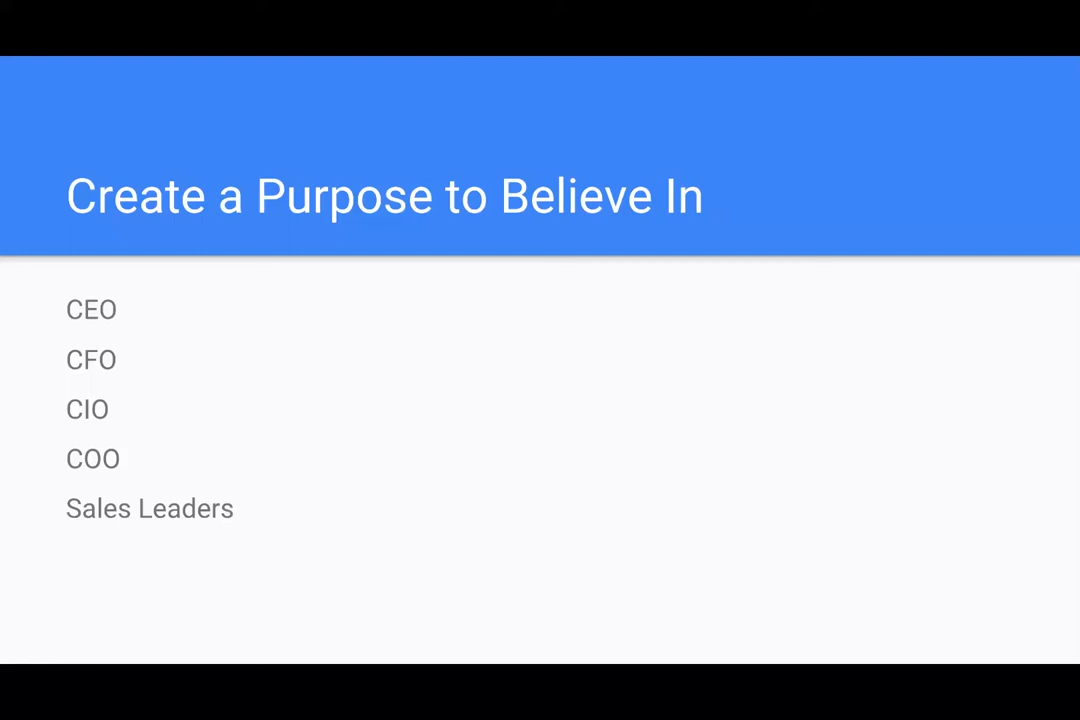 Create a Purpose to Believe In
CEO
CFO
CIO
COO
Sales Leaders